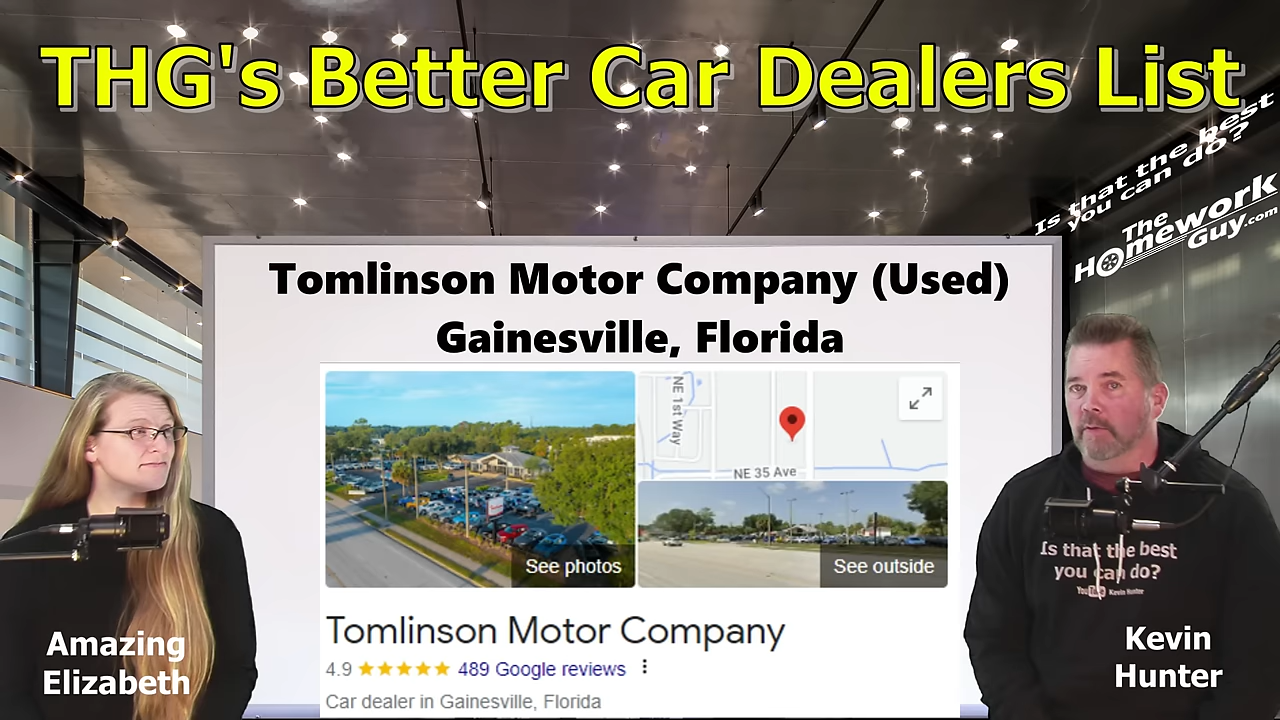 THG's Better Car Dealers List
Is that the best
you can do?
The
Homework
Guy.com
Tomlinson Motor Company (Used)
Gainesville, Florida
NE 1st Way
NE 35 Ave
See photos
See outside
Tomlinson Motor Company
4.9 489 Google reviews
Car dealer in Gainesville, Florida
Amazing
Elizabeth
Is that the best
you can do?
YouTube Kevin Hunter
Kevin
Hunter